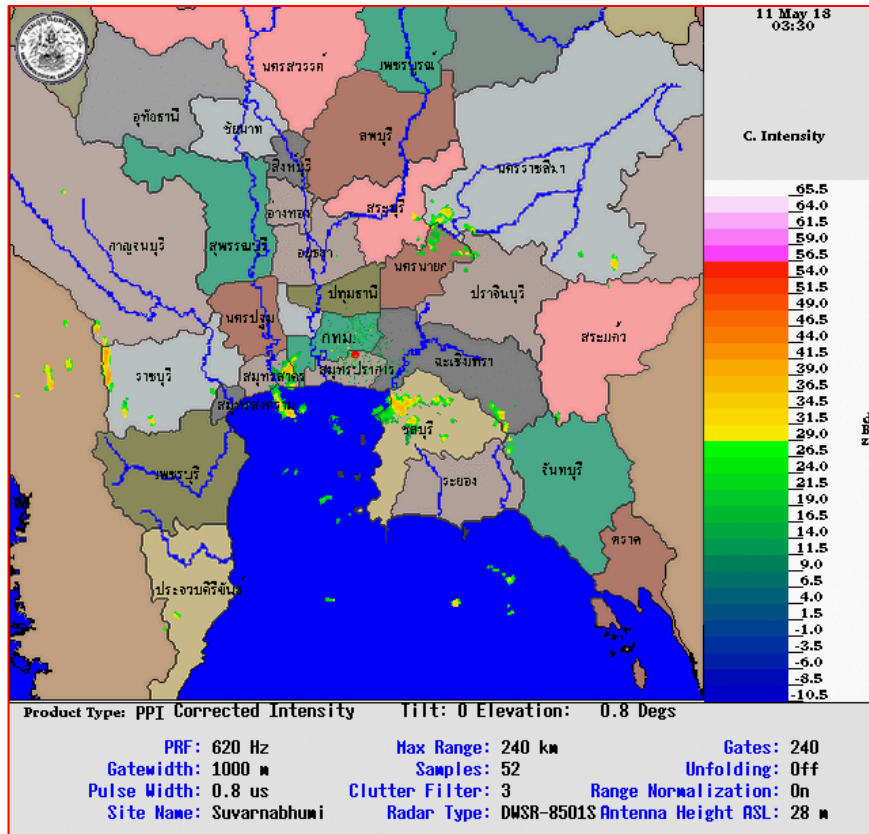 11 May 18
03:30
C. Intensity
เพชรบูรณ์
นครสวรรค์
อุทัยธานี
ชัยนาท
ลพบุรี
สิงห์บุรี
นครราชสีมา
สระบุรี
อ่างทอง
กาญจนบุรี
สุพรรณบุรี
อยุธยา
นครนายก
ปราจีนบุรี
ปทุมธานี
นครปฐม
กทม.
สระแก้ว
ฉะเชิงเทรา
ราชบุรี
สมุทรสาคร
สมุทรปราการ
สมุทรสงคราม
ชลบุรี
เพชรบุรี
ระยอง
จันทบุรี
ตราด
ประจวบคีรีขันธ์
65.5
64.0
61.5
59.0
56.5
54.0
51.5
49.0
46.5
44.0
41.5
39.0
36.5
34.0
31.5
29.0
26.5
24.0
21.5
19.0
16.5
14.0
11.5
9.0
6.5
4.0
1.5
-1.0
-3.5
-6.0
-8.5
-10.5
Product Type: PPI Corrected Intensity Tilt: 0 Elevation: 0.8 Degs
PRF: 620 Hz Max Range: 240 km Gates: 240
Gatewidth: 1000 m Samples: 52 Unfolding: Off
Pulse Width: 0.8 us Clutter Filter: 3 Range Normalization: On
Site Name: Suvarnabhumi Radar Type: DWSR-8501S Antenna Height ASL: 28 m